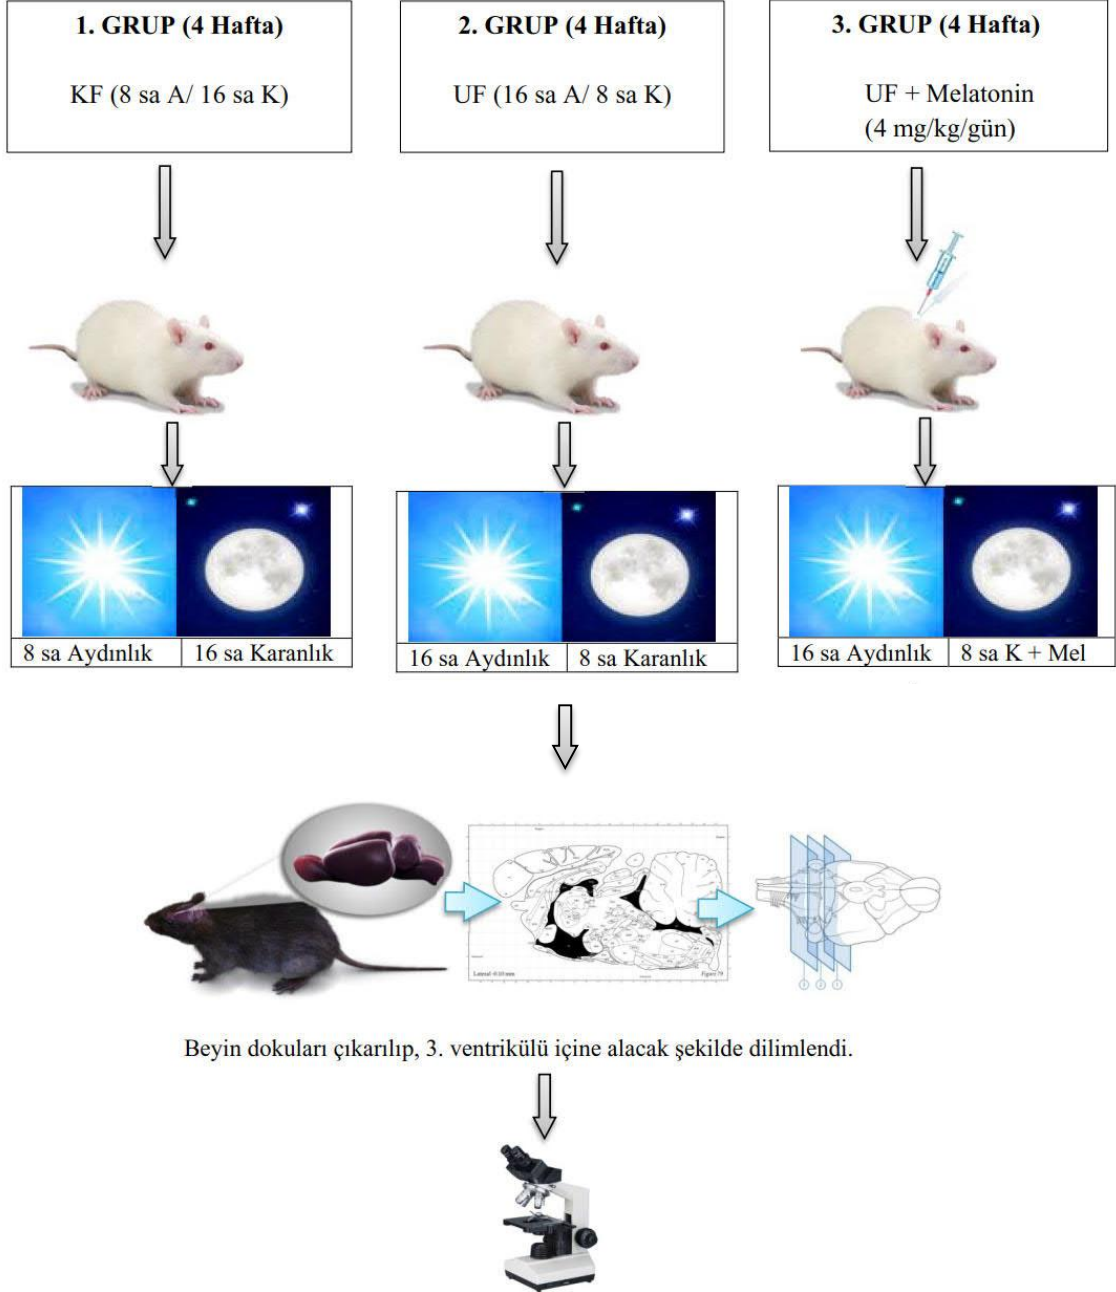 1. GRUP (4 Hafta)
KF (8 sa A/ 16 sa K)
2. GRUP (4 Hafta)
UF (16 sa A/ 8 sa K)
3. GRUP (4 Hafta)
UF + Melatonin
(4 mg/kg/gün)
8 sa Aydınlık
16 sa Karanlık
16 sa Aydınlık
8 sa Karanlık
16 sa Aydınlık
8 sa K + Mel
Figure 79
Beyin dokuları çıkarılıp, 3. ventrikülü içine alacak şekilde dilimlendi.